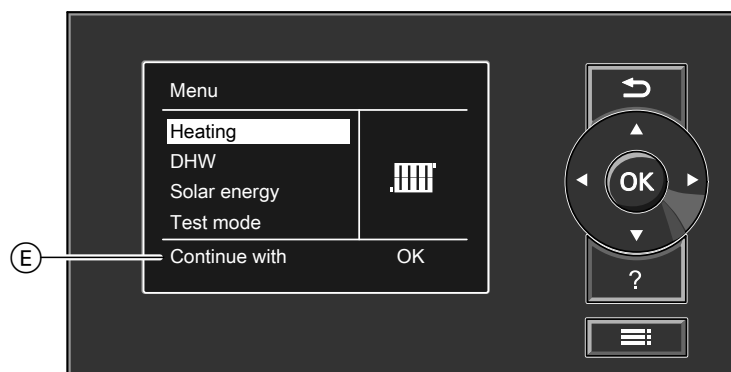 Menu
Heating
DHW
Solar energy
Test mode
Continue with OK
E
OK
?